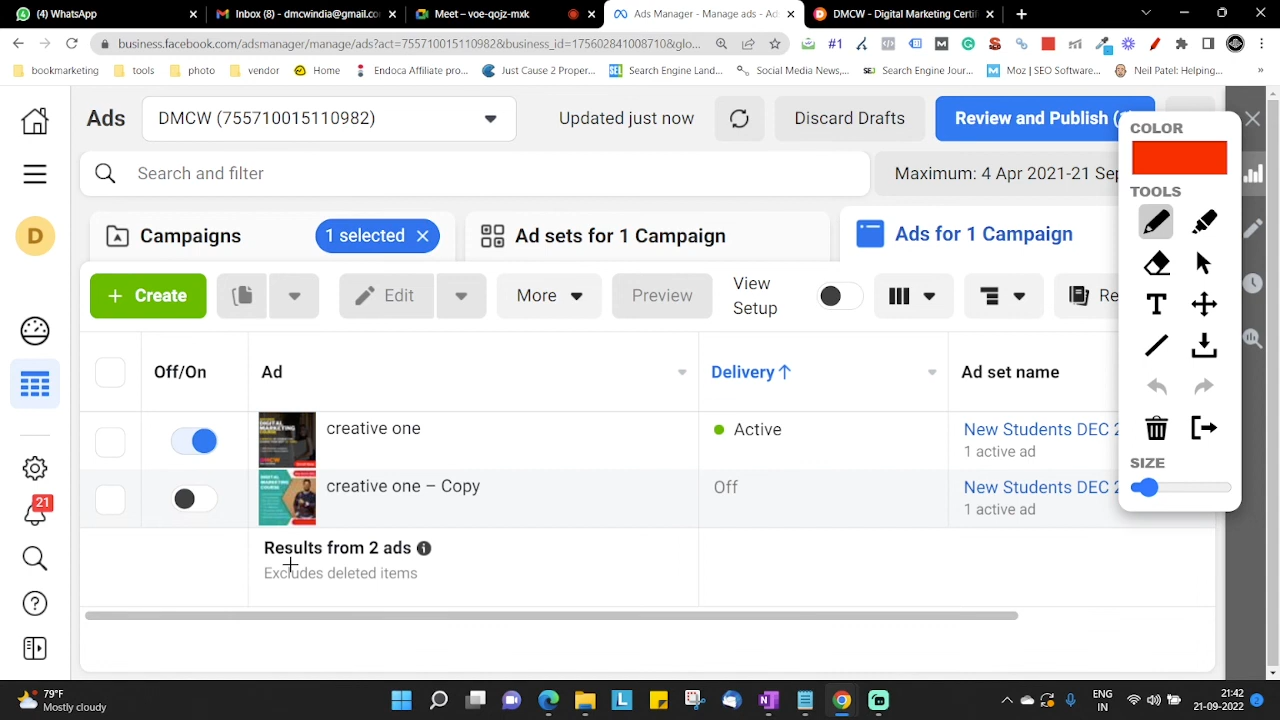 (4) WhatsApp
Inbox (8) - dmcwindia@gmail.co
Meet – voe-qojz-mxk
Ads Manager - Manage ads - Ad
DMCW - Digital Marketing Certifi
business.facebook.com/adsmanager/manage/ads?act=755710015110982&business_id=1756028410087108&glo...
#1
bookmarketing
tools
photo
vendor
Home
Endoca Affiliate pro...
Just Cause 2 Proper...
Search Engine Land...
Social Media News,...
Search Engine Jour...
Moz | SEO Software...
Neil Patel: Helping...
»
Ads
DMCW (755710015110982)
Updated just now
Discard Drafts
Review and Publish (
Search and filter
Maximum: 4 Apr 2021-21 Sep
D
Campaigns
1 selected
Ad sets for 1 Campaign
Ads for 1 Campaign
+ Create
Edit
More
Preview
View Setup
Re
Off/On
Ad
Delivery ↑
Ad set name
creative one
Active
New Students DEC 2
1 active ad
creative one – Copy
Off
New Students DEC 2
1 active ad
Results from 2 ads
Excludes deleted items
21
COLOR
TOOLS
T
SIZE
79°F
Mostly cloudy
ENG
IN
21:42
21-09-2022
2